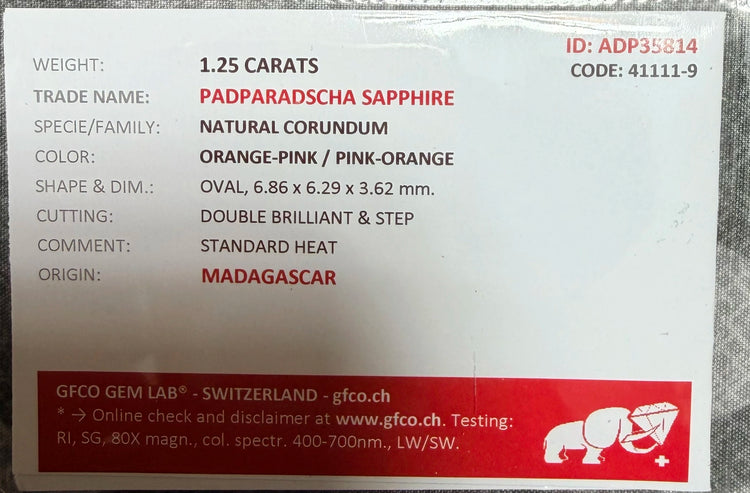 ID: ADP35814
WEIGHT: 1.25 CARATS
CODE: 41111-9
TRADE NAME: PADPARADSCHA SAPPHIRE
SPECIE/FAMILY: NATURAL CORUNDUM
COLOR: ORANGE-PINK / PINK-ORANGE
SHAPE & DIM.: OVAL, 6.86 x 6.29 x 3.62 mm.
CUTTING: DOUBLE BRILLIANT & STEP
COMMENT: STANDARD HEAT
ORIGIN: MADAGASCAR
GFCO GEM LAB® - SWITZERLAND - gfco.ch
* → Online check and disclaimer at www.gfco.ch. Testing:
RI, SG, 80X magn., col. spectr. 400-700nm., LW/SW.